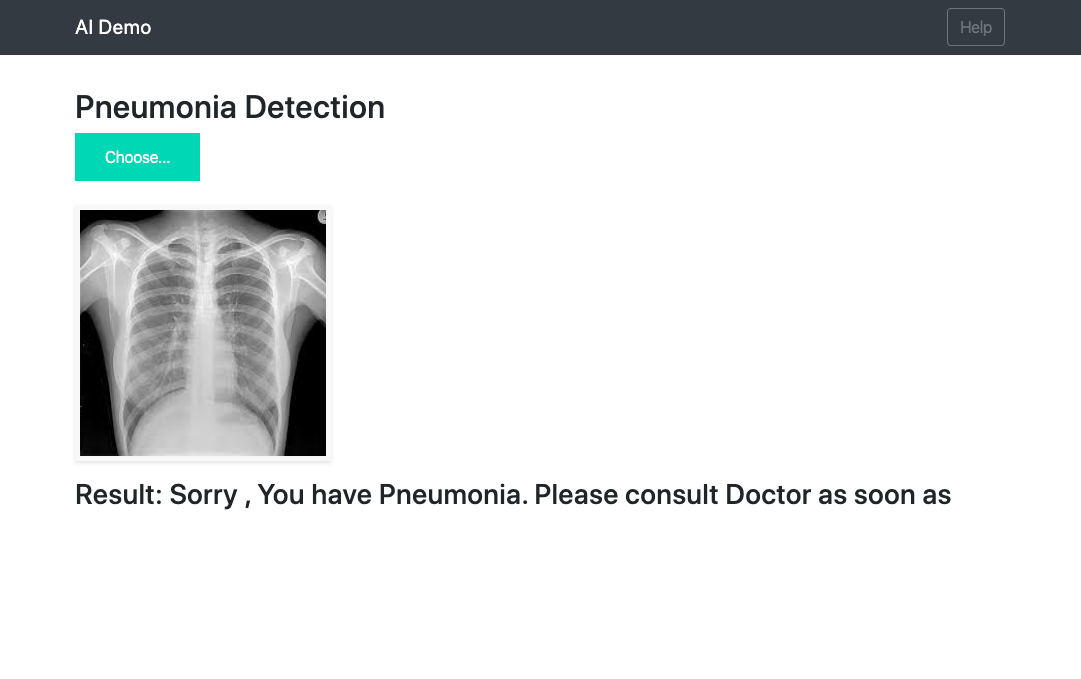 AI Demo
Help
Pneumonia Detection
Choose...
Result: Sorry , You have Pneumonia. Please consult Doctor as soon as